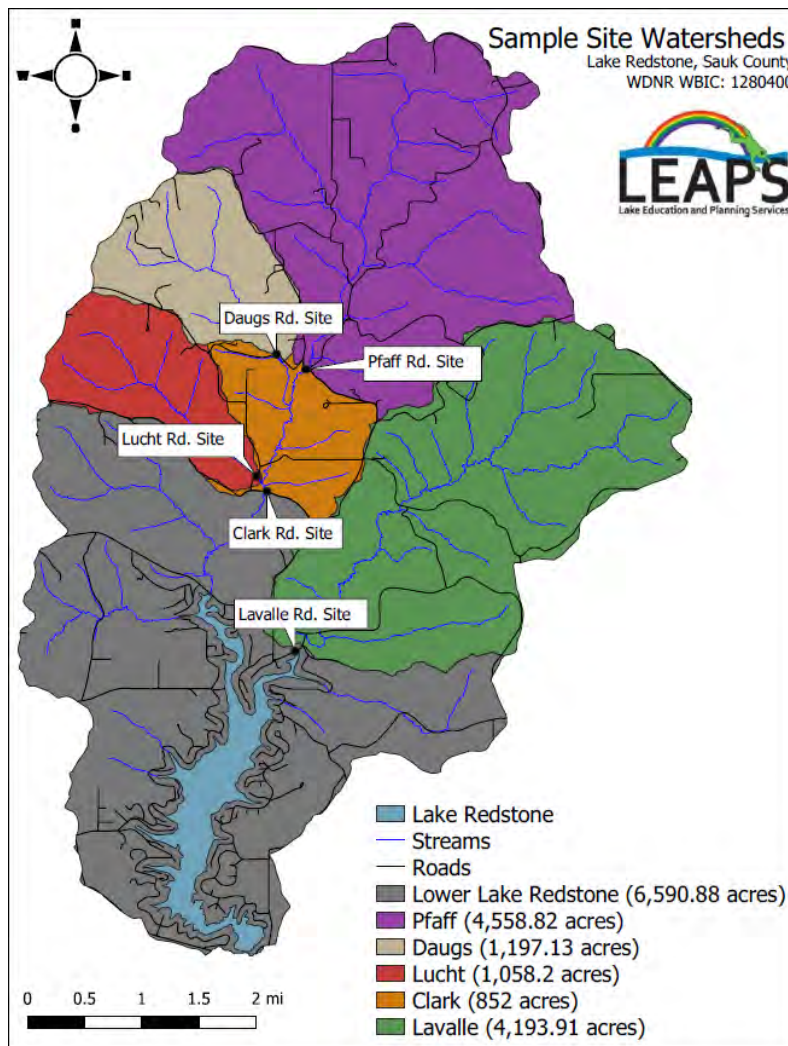 Sample Site Watersheds
Lake Redstone, Sauk County
WDNR WBIC: 1280400
LEAPS
Lake Education and Planning Services
Daugs Rd. Site
Pfaff Rd. Site
Lucht Rd. Site
Clark Rd. Site
Lavalle Rd. Site
Lake Redstone
Streams
Roads
Lower Lake Redstone (6,590.88 acres)
Pfaff (4,558.82 acres)
Daugs (1,197.13 acres)
Lucht (1,058.2 acres)
Clark (852 acres)
Lavalle (4,193.91 acres)
0 0.5 1 1.5 2 mi